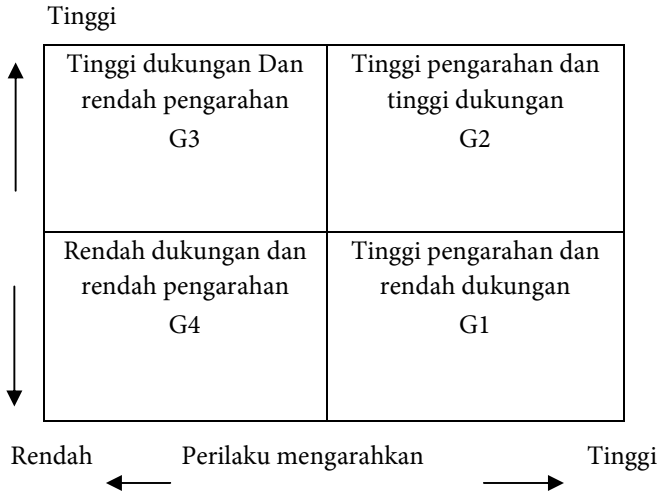 Tinggi
Tinggi dukungan Dan
rendah pengarahan
G3
Tinggi pengarahan dan
tinggi dukungan
G2
Rendah dukungan dan
rendah pengarahan
G4
Tinggi pengarahan dan
rendah dukungan
G1
Rendah Perilaku mengarahkan Tinggi